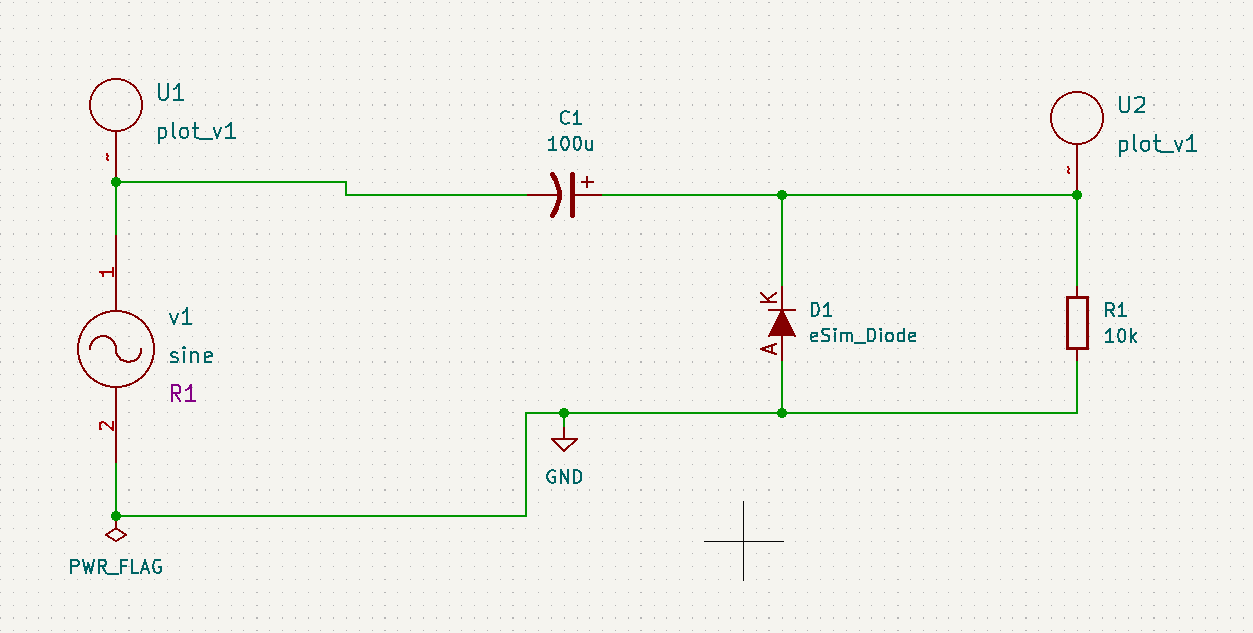 U1
plot_v1
~
C1
100u
+
U2
plot_v1
~
1
v1
sine
R1
2
K
A
D1
eSim_Diode
R1
10k
GND
PWR_FLAG